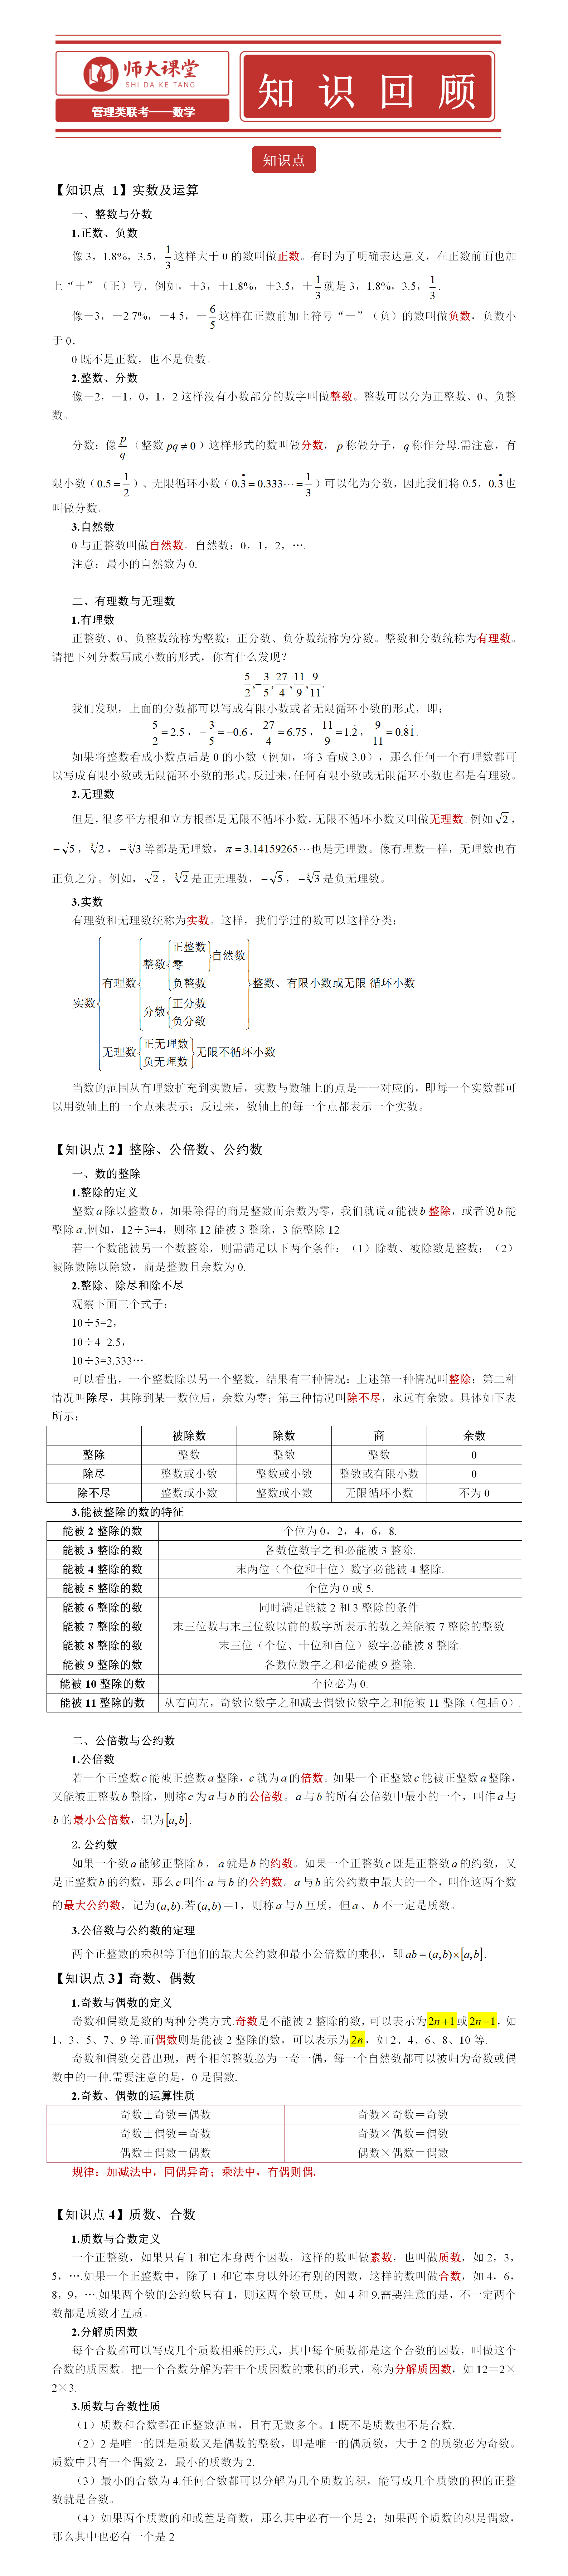 师大课堂
SHI DA KE TANG
管理类联考——数学
知识回顾
知识点
【知识点 1】实数及运算
一、整数与分数
1.正数、负数
像 3，1.8%，3.5，1/3 这样大于 0 的数叫做正数。有时为了明确表达意义，在正数前面也加
上“＋”（正）号．例如，＋3，＋1.8%，＋3.5，＋1/3 就是 3，1.8%，3.5，1/3．
像－3，－2.7%，－4.5，－6/5 这样在正数前加上符号“－”（负）的数叫做负数，负数小
于 0．
0 既不是正数，也不是负数。
2.整数、分数
像－2，－1，0，1，2 这样没有小数部分的数字叫做整数。整数可以分为正整数、0、负整
数。
分数：像 p/q（整数 pq≠0）这样形式的数叫做分数，p 称做分子，q 称作分母.需注意，有
限小数（0.5=1/2）、无限循环小数（0.3̇=0.333⋯=1/3）可以化为分数，因此我们将 0.5，0.3̇ 也
叫做分数。
3.自然数
0 与正整数叫做自然数。自然数：0，1，2，⋯.
注意：最小的自然数为 0.
二、有理数与无理数
1.有理数
正整数、0、负整数统称为整数；正分数、负分数统称为分数。整数和分数统称为有理数。
请把下列分数写成小数的形式，你有什么发现？
5/2,−3/5,27/4,11/9,9/11.
我们发现，上面的分数都可以写成有限小数或者无限循环小数的形式，即：
5/2=2.5，−3/5=−0.6，27/4=6.75，11/9=1.2̇，9/11=0.8̇1̇.
如果将整数看成小数点后是 0 的小数（例如，将 3 看成 3.0），那么任何一个有理数都可
以写成有限小数或无限循环小数的形式。反过来，任何有限小数或无限循环小数也都是有理数。
2.无理数
但是，很多平方根和立方根都是无限不循环小数，无限不循环小数又叫做无理数。例如 √2，
−√5，∛2，−∛3 等都是无理数，π=3.14159265⋯也是无理数。像有理数一样，无理数也有
正负之分。例如，√2，∛2 是正无理数，−√5，−∛3 是负无理数。
3.实数
有理数和无理数统称为实数。这样，我们学过的数可以这样分类：
正整数
整数 零 自然数
有理数 负整数 整数、有限小数或无限 循环小数
实数 分数 正分数
负分数
无理数 正无理数 无限不循环小数
负无理数
当数的范围从有理数扩充到实数后，实数与数轴上的点是一一对应的，即每一个实数都可
以用数轴上的一个点来表示；反过来，数轴上的每一个点都表示一个实数。
【知识点 2】整除、公倍数、公约数
一、数的整除
1.整除的定义
整数 a 除以整数 b，如果除得的商是整数而余数为零，我们就说 a 能被 b 整除，或者说 b 能
整除 a.例如，12÷3=4，则称 12 能被 3 整除，3 能整除 12.
若一个数能被另一个数整除，则需满足以下两个条件：（1）除数、被除数是整数；（2）
被除数除以除数，商是整数且余数为 0.
2.整除、除尽和除不尽
观察下面三个式子：
10÷5=2，
10÷4=2.5，
10÷3=3.333⋯.
可以看出，一个整数除以另一个整数，结果有三种情况：上述第一种情况叫整除；第二种
情况叫除尽，其除到某一数位后，余数为零；第三种情况叫除不尽，永远有余数。具体如下表
所示：
被除数 除数 商 余数
整除 整数 整数 整数 0
除尽 整数或小数 整数或小数 整数或有限小数 0
除不尽 整数或小数 整数或小数 无限循环小数 不为 0
3.能被整除的数的特征
能被 2 整除的数 个位为 0，2，4，6，8.
能被 3 整除的数 各数位数字之和必能被 3 整除.
能被 4 整除的数 末两位（个位和十位）数字必能被 4 整除.
能被 5 整除的数 个位为 0 或 5.
能被 6 整除的数 同时满足能被 2 和 3 整除的条件.
能被 7 整除的数 末三位数与末三位数以前的数字所表示的数之差能被 7 整除的整数.
能被 8 整除的数 末三位（个位、十位和百位）数字必能被 8 整除.
能被 9 整除的数 各数位数字之和必能被 9 整除.
能被 10 整除的数 个位必为 0.
能被 11 整除的数 从右向左，奇数位数字之和减去偶数位数字之和能被 11 整除（包括 0）.
二、公倍数与公约数
1.公倍数
若一个正整数 c 能被正整数 a 整除，c 就为 a 的倍数。如果一个正整数 c 能被正整数 a 整除，
又能被正整数 b 整除，则称 c 为 a 与 b 的公倍数。a 与 b 的所有公倍数中最小的一个，叫作 a 与
b 的最小公倍数，记为[a,b].
2.公约数
如果一个数 a 能够正整除 b，a 就是 b 的约数。如果一个正整数 c 既是正整数 a 的约数，又
是正整数 b 的约数，那么 c 叫作 a 与 b 的公约数。a 与 b 的公约数中最大的一个，叫作这两个数
的最大公约数，记为(a,b).若(a,b)＝1，则称 a 与 b 互质，但 a、b 不一定是质数。
3.公倍数与公约数的定理
两个正整数的乘积等于他们的最大公约数和最小公倍数的乘积，即 ab=(a,b)×[a,b].
【知识点 3】奇数、偶数
1.奇数与偶数的定义
奇数和偶数是数的两种分类方式.奇数是不能被 2 整除的数，可以表示为 2n+1 或 2n−1，如
1、3、5、7、9 等.而偶数则是能被 2 整除的数，可以表示为 2n，如 2、4、6、8、10 等.
奇数和偶数交替出现，两个相邻整数必为一奇一偶，每一个自然数都可以被归为奇数或偶
数中的一种.需要注意的是，0 是偶数.
2.奇数、偶数的运算性质
奇数±奇数＝偶数 奇数×奇数＝奇数
奇数±偶数＝奇数 奇数×偶数＝偶数
偶数±偶数＝偶数 偶数×偶数＝偶数
规律：加减法中，同偶异奇；乘法中，有偶则偶.
【知识点 4】质数、合数
1.质数与合数定义
一个正整数，如果只有 1 和它本身两个因数，这样的数叫做素数，也叫做质数，如 2，3，
5，⋯.如果一个正整数中，除了 1 和它本身以外还有别的因数，这样的数叫做合数，如 4，6，
8，9，⋯.如果两个数的公约数只有 1，则这两个数互质，如 4 和 9.需要注意的是，不一定两个
数都是质数才互质。
2.分解质因数
每个合数都可以写成几个质数相乘的形式，其中每个质数都是这个合数的因数，叫做这个
合数的质因数。把一个合数分解为若干个质因数的乘积的形式，称为分解质因数，如 12＝2×
2×3.
3.质数与合数性质
（1）质数和合数都在正整数范围，且有无数多个。1 既不是质数也不是合数.
（2）2 是唯一的既是质数又是偶数的整数，即是唯一的偶质数，大于 2 的质数必为奇数。
质数中只有一个偶数 2，最小的质数为 2.
（3）最小的合数为 4.任何合数都可以分解为几个质数的积，能写成几个质数的积的正整
数就是合数。
（4）如果两个质数的和或差是奇数，那么其中必有一个是 2；如果两个质数的积是偶数，
那么其中也必有一个是 2